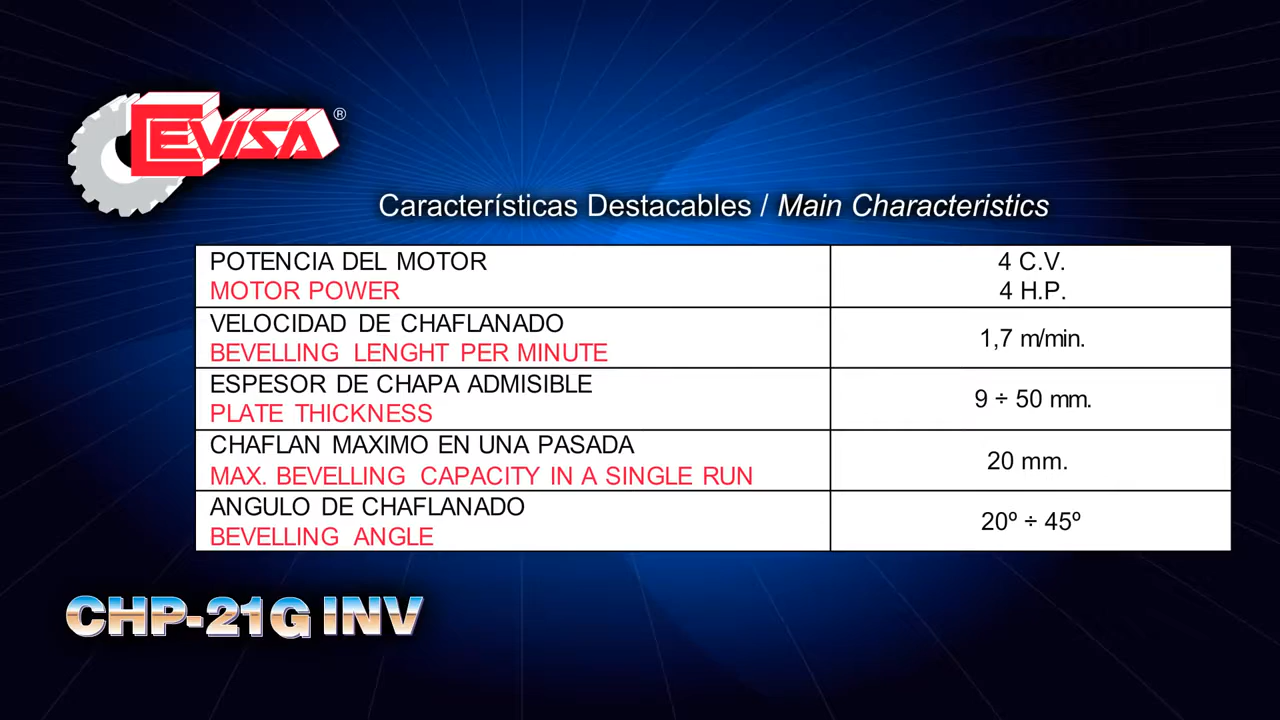 CEVISA®
Características Destacables / Main Characteristics
POTENCIA DEL MOTOR
MOTOR POWER
4 C.V.
4 H.P.
VELOCIDAD DE CHAFLANADO
BEVELLING LENGHT PER MINUTE
1,7 m/min.
ESPESOR DE CHAPA ADMISIBLE
PLATE THICKNESS
9 ÷ 50 mm.
CHAFLAN MAXIMO EN UNA PASADA
MAX. BEVELLING CAPACITY IN A SINGLE RUN
20 mm.
ANGULO DE CHAFLANADO
BEVELLING ANGLE
20º ÷ 45º
CHP-21G INV